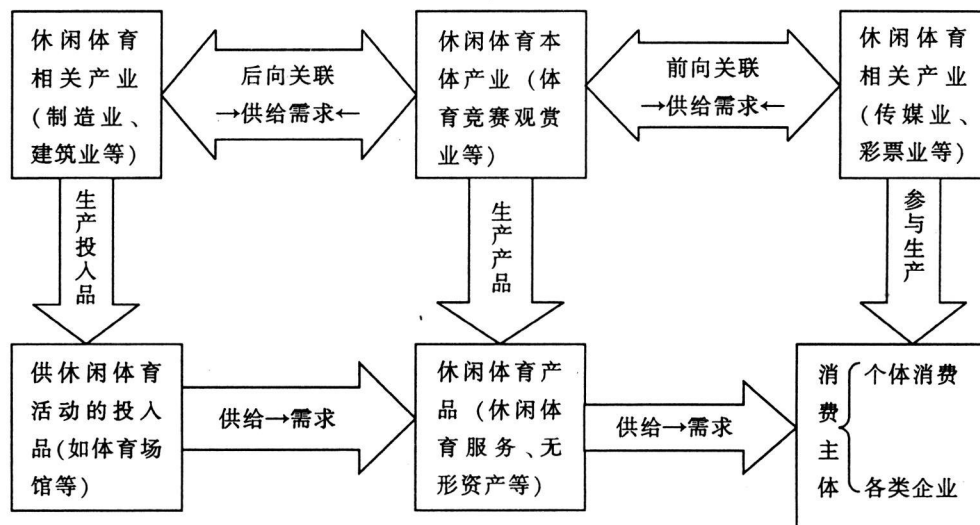 休闲体育
相关产业
(制造业、
建筑业等)
后向关联
→供给需求←
休闲体育本
体产业(体
育竞赛观赏
业等)
前向关联
→供给需求←
休闲体育
相关产业
(传媒业、
彩票业等)
生产投入品
生产产品
参与生产
供休闲体育
活动的投入
品(如体育场
馆等)
供给→需求
休闲体育产
品(休闲体
育服务、无
形资产等)
供给→需求
消费主体
个体消费
各类企业